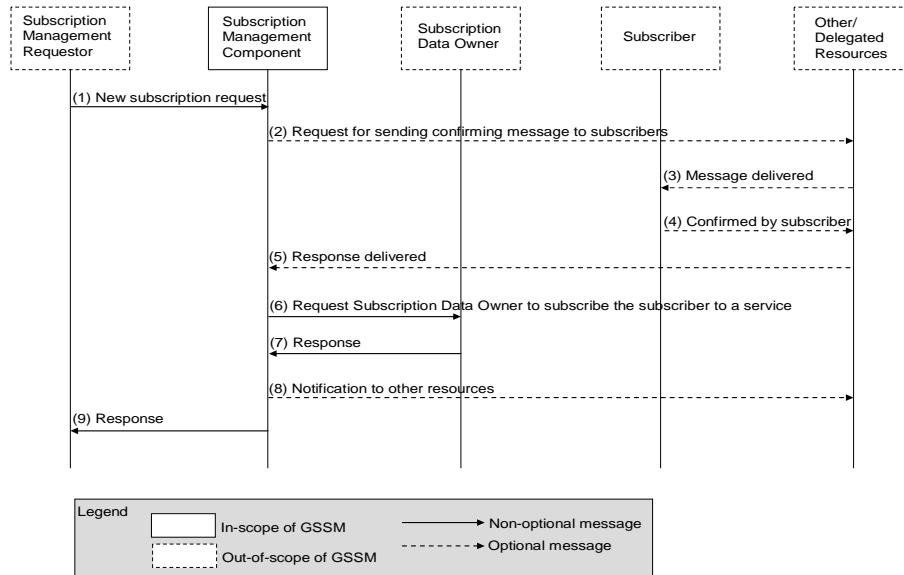 Subscription
Management
Requestor
Subscription
Management
Component
Subscription
Data Owner
Subscriber
Other/
Delegated
Resources
(1) New subscription request
(2) Request for sending confirming message to subscribers
(3) Message delivered
(4) Confirmed by subscriber
(5) Response delivered
(6) Request Subscription Data Owner to subscribe the subscriber to a service
(7) Response
(8) Notification to other resources
(9) Response
Legend
In-scope of GSSM
Non-optional message
Out-of-scope of GSSM
Optional message